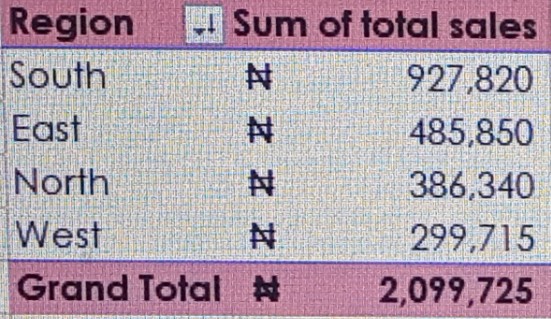 Region Sum of total sales
South ₦ 927,820
East ₦ 485,850
North ₦ 386,340
West ₦ 299,715
Grand Total ₦ 2,099,725